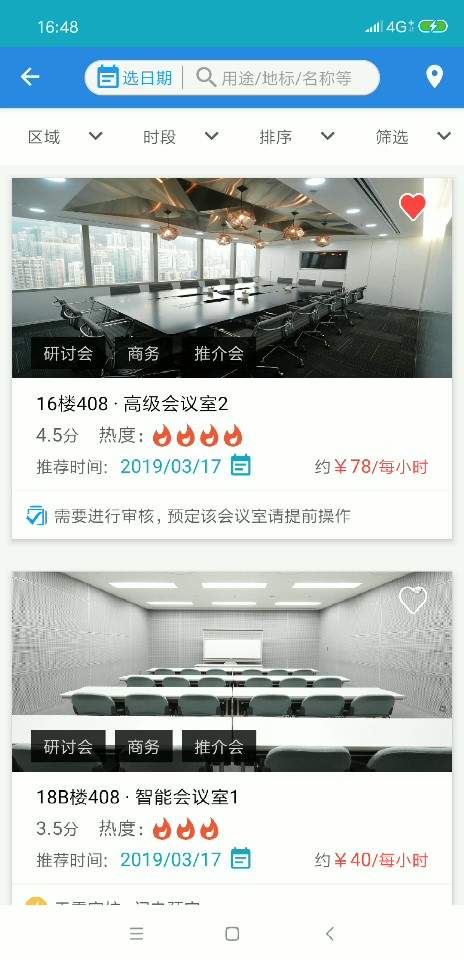 16:48 4G
选日期 用途/地标/名称等
区域 时段 排序 筛选
研讨会 商务 推介会
16楼408 · 高级会议室2
4.5分 热度:
推荐时间: 2019/03/17 约￥78/每小时
需要进行审核, 预定该会议室请提前操作
研讨会 商务 推介会
18B楼408 · 智能会议室1
3.5分 热度:
推荐时间: 2019/03/17 约￥40/每小时